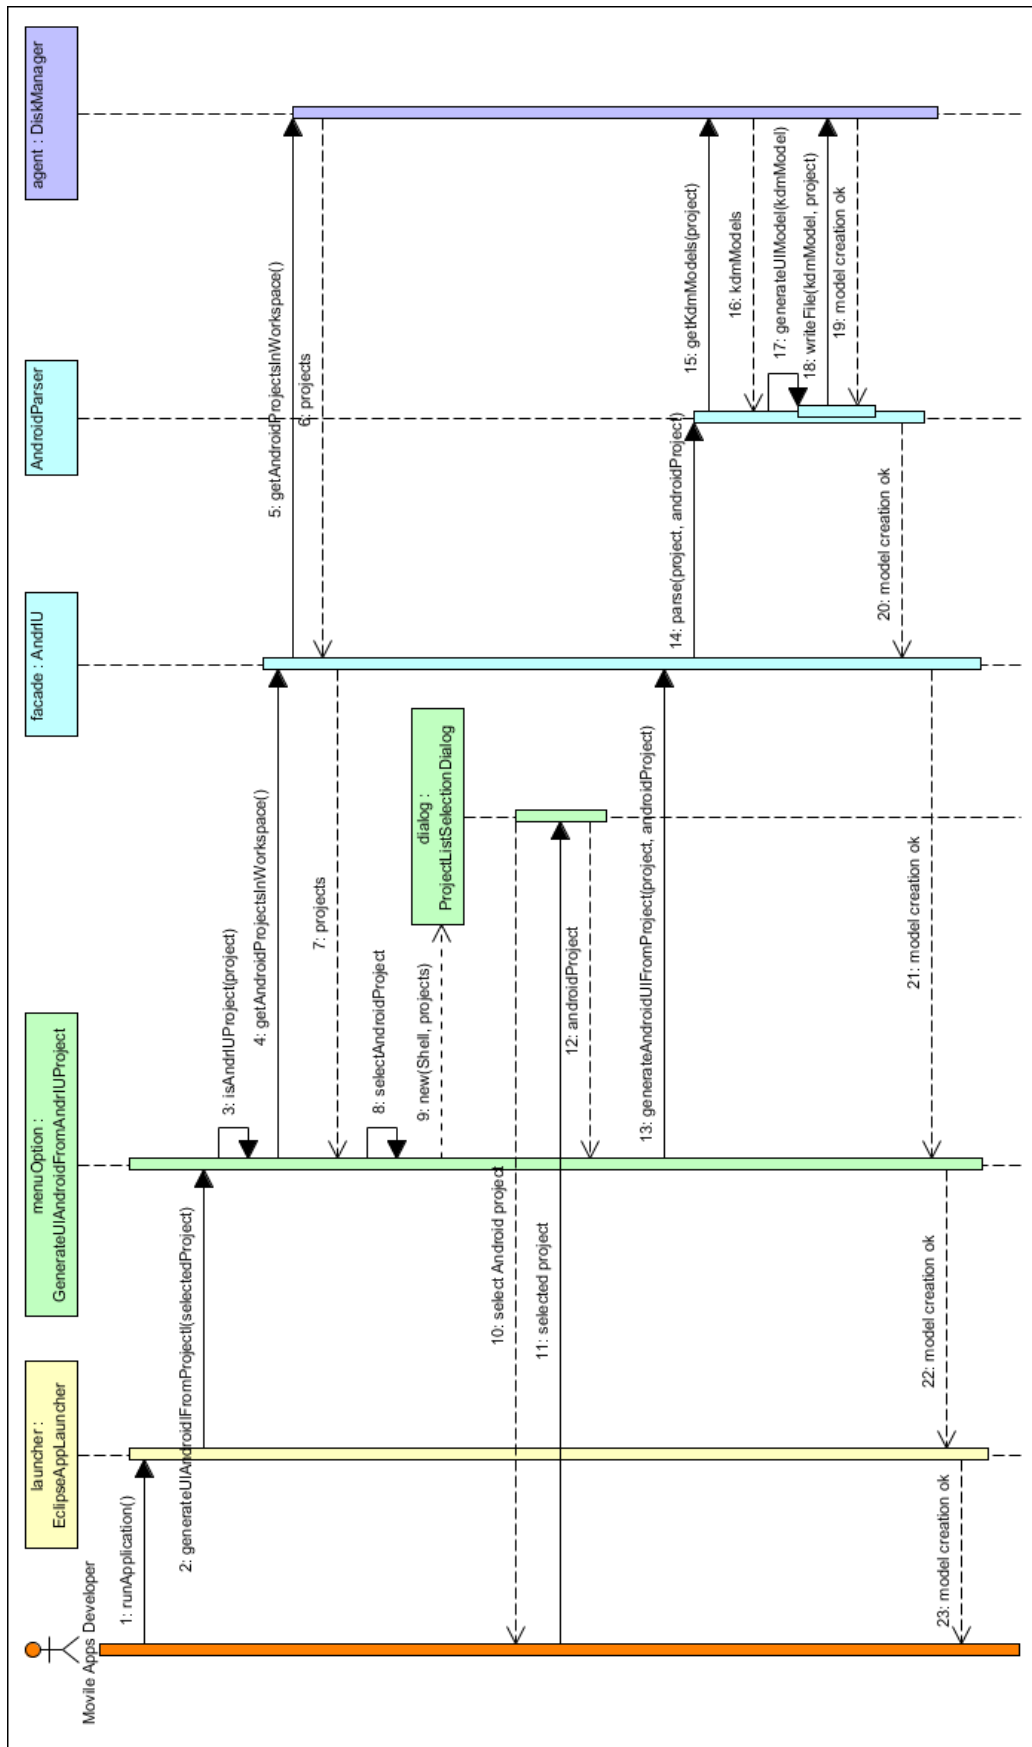 Movile Apps Developer
launcher :
EclipseAppLauncher
menuOption :
GenerateUIAndroidFromAndrIUProject
facade : AndrIU
AndroidParser
agent : DiskManager
1: runApplication()
2: generateUIAndroidIFromProjectI(selectedProject)
3: isAndrIUProject(project)
4: getAndroidProjectsInWorkspace()
5: getAndroidProjectsInWorkspace()
6: projects
7: projects
8: selectAndroidProject
9: new(Shell, projects)
dialog :
ProjectListSelectionDialog
10: select Android project
11: selected project
12: androidProject
13: generateAndroidUIFromProject(project, androidProject)
14: parse(project, androidProject)
15: getKdmModels(project)
16: kdmModels
17: generateUIModel(kdmModel)
18: writeFile(kdmModel, project)
19: model creation ok
20: model creation ok
21: model creation ok
22: model creation ok
23: model creation ok